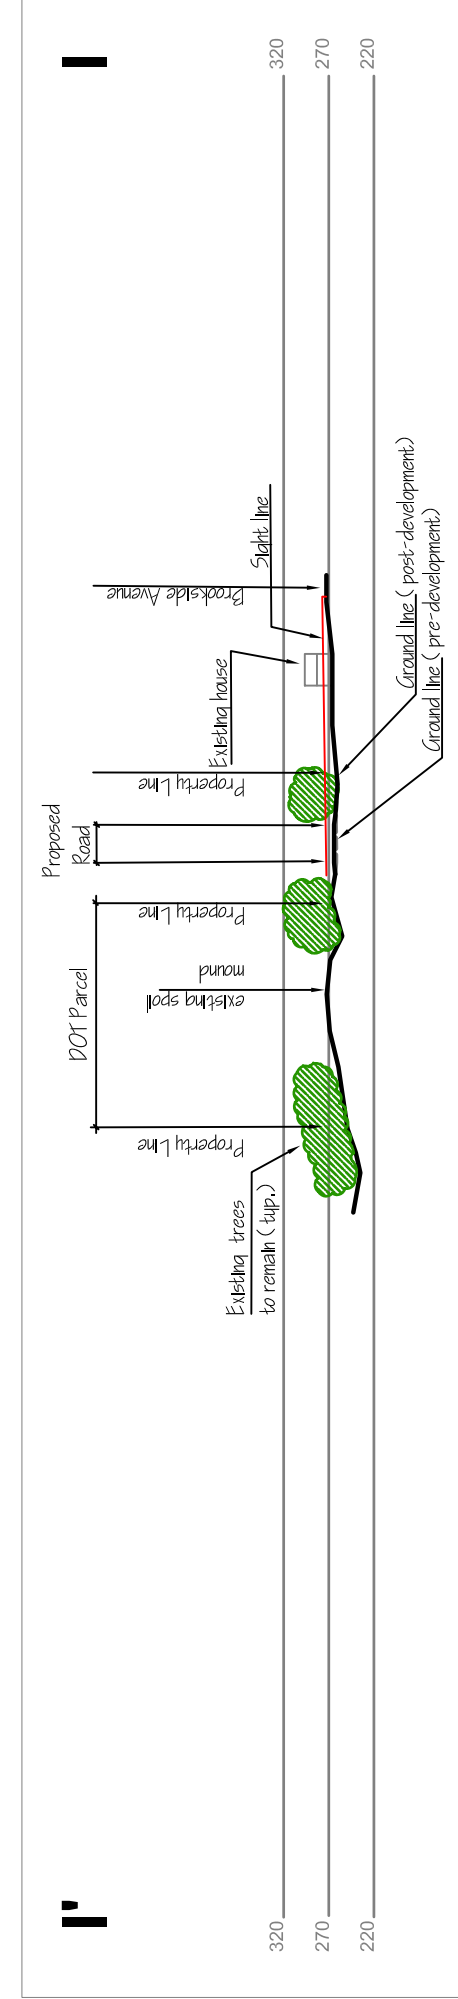 I'
I
Proposed
Road
DOT Parcel
Property Line
existing spoil
mound
Property Line
Property Line
Brookside Avenue
Existing trees
to remain ( typ.)
Existing house
Sight line
Ground line ( post-development)
Ground line ( pre-development)
320
270
220
320
270
220